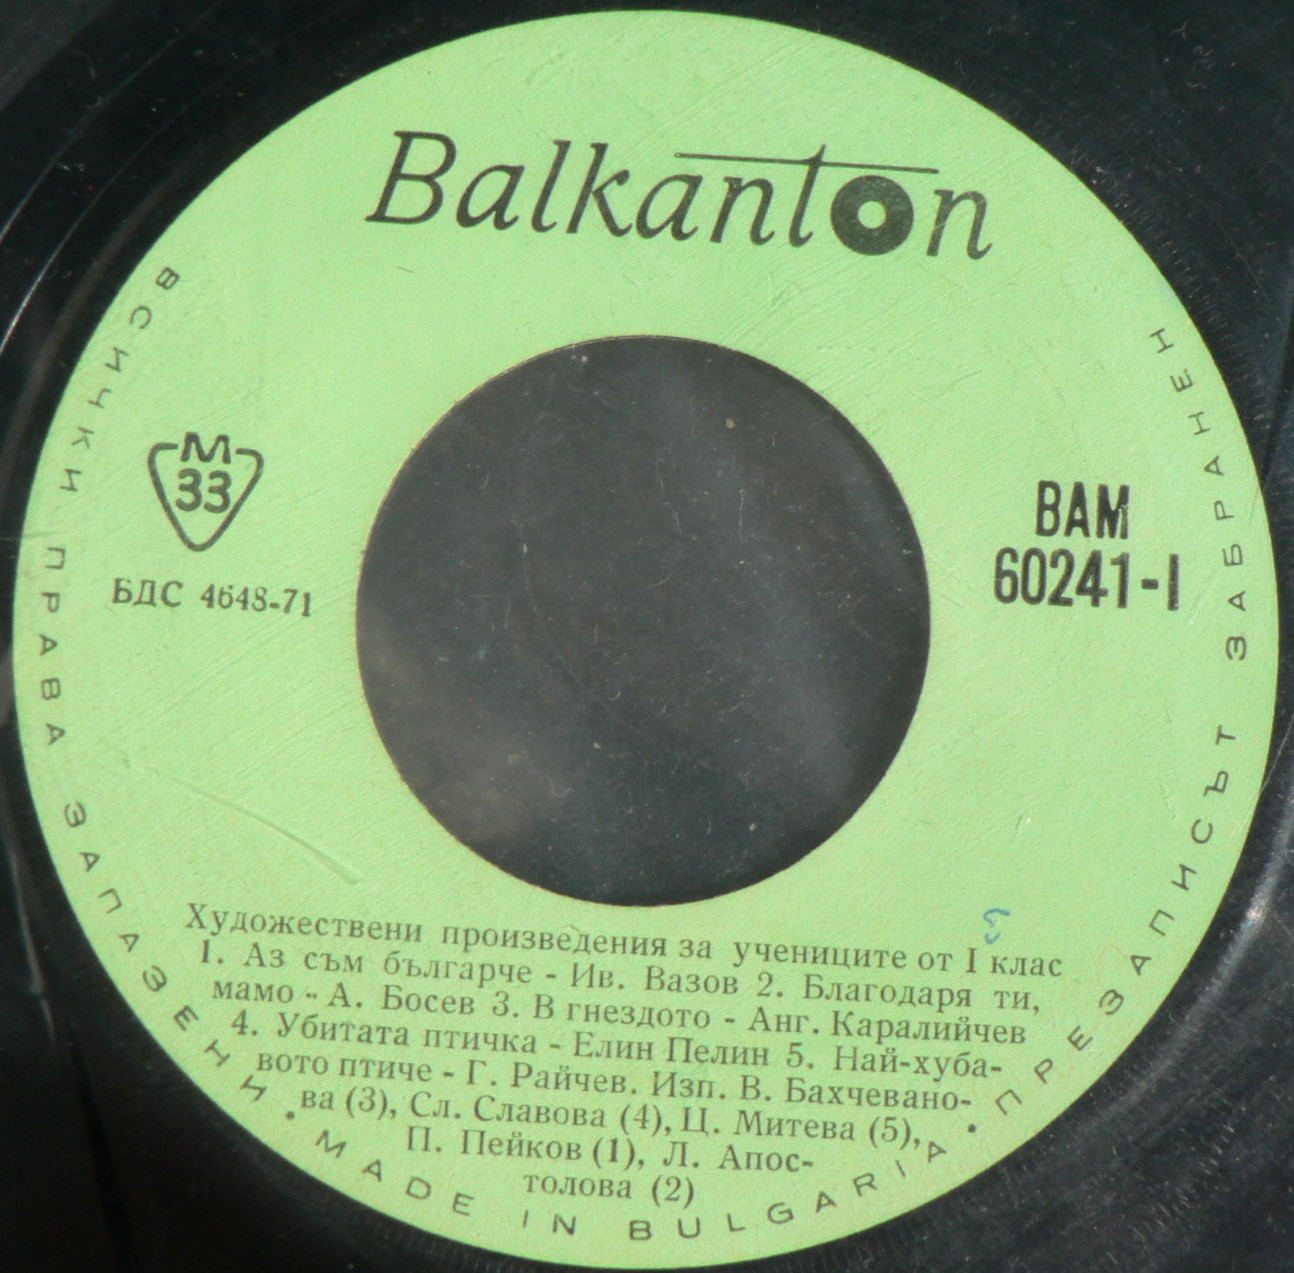 Balkanton
M
33
БДС 4648-71
ВАМ
60241-I
Художествени произведения за учениците от I клас
1. Аз съм българче - Ив. Вазов 2. Благодаря ти,
мамо - А. Босев 3. В гнездото - Анг. Каралийчев
4. Убитата птичка - Елин Пелин 5. Най-хуба-
вото птиче - Г. Райчев. Изп. В. Бахчевано-
ва (3), Сл. Славова (4), Ц. Митева (5),
П. Пейков (1), Л. Апос-
толова (2)
ВСИЧКИ ПРАВА ЗАПАЗЕНИ • MADE IN BULGARIA • ПРЕЗАПИСЪТ ЗАБРАНЕН